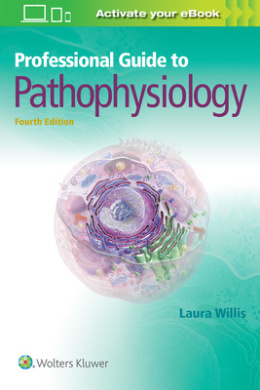 Activate your eBook
Professional Guide to
Pathophysiology
Fourth Edition
Laura Willis
Wolters Kluwer